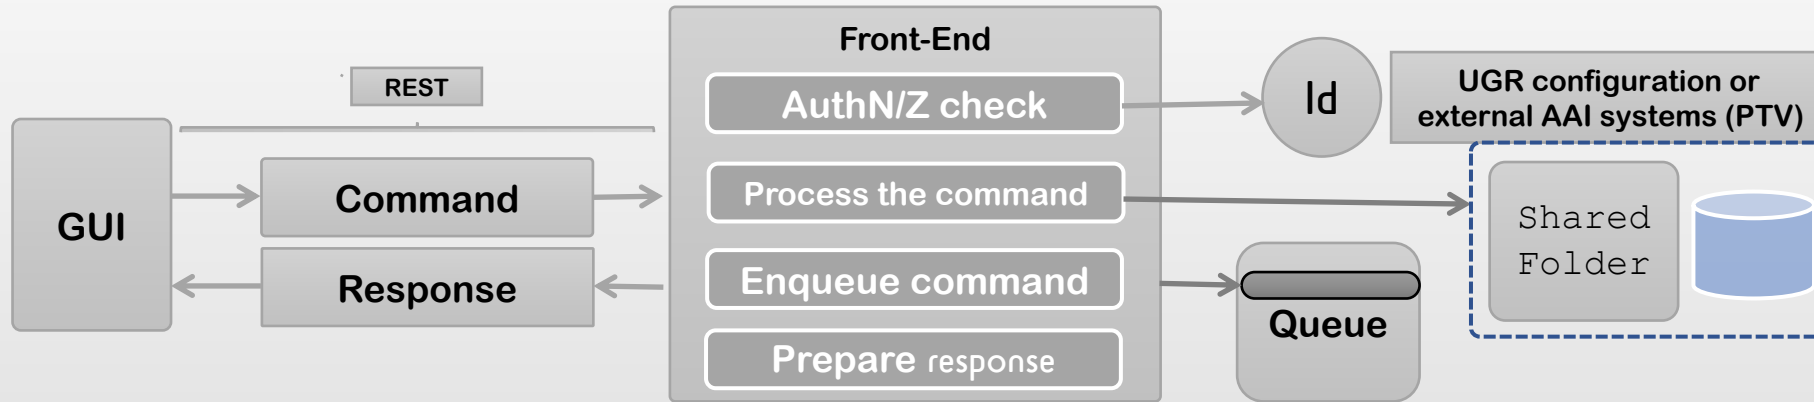 Front-End
REST
AuthN/Z check
Id
UGR configuration or
external AAI systems (PTV)
GUI
Command
Process the command
Shared
Folder
Response
Enqueue command
Queue
Prepare response